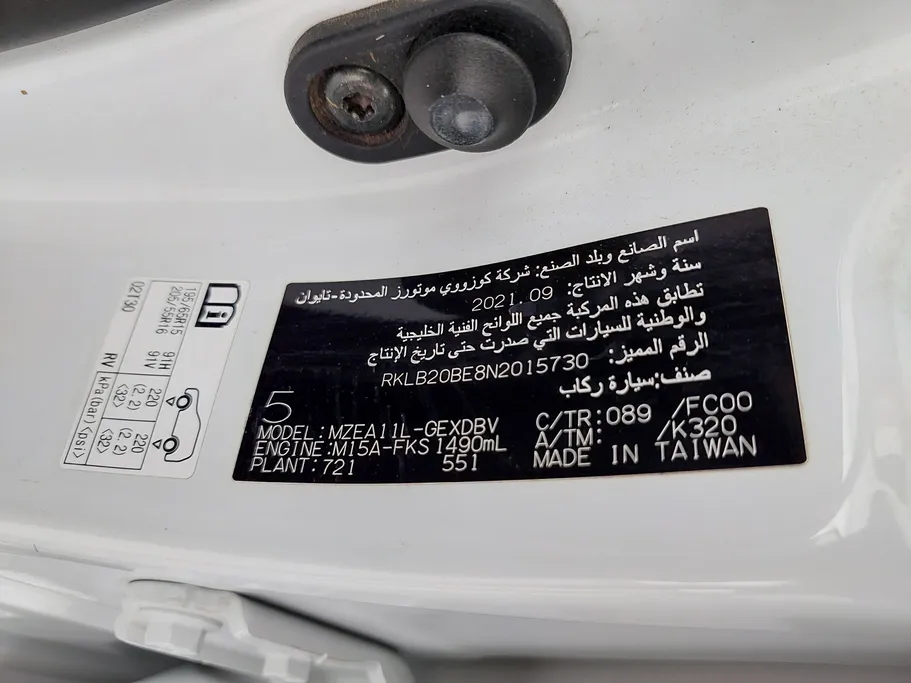 اسم الصانع وبلد الصنع: شركة كوزووي موتورز المحدودة-تايوان
سنة وشهر الانتاج: 2021.09
تطابق هذه المركبة جميع اللوائح الفنية الخليجية
والوطنية للسيارات التي صدرت حتى تاريخ الإنتاج
الرقم المميز: RKLB20BE8N2015730
صنف:سيارة ركاب
5
MODEL:MZEA11L-GEXDBV
ENGINE:M15A-FKS 1490mL
PLANT:721 551
C/TR:089 /FC00
A/TM: /K320
MADE IN TAIWAN
195/65R15 91H
205/55R16 91V
02130
RV
kPa(bar)<psi>
220 (2.2) <32>
220 (2.2) <32>